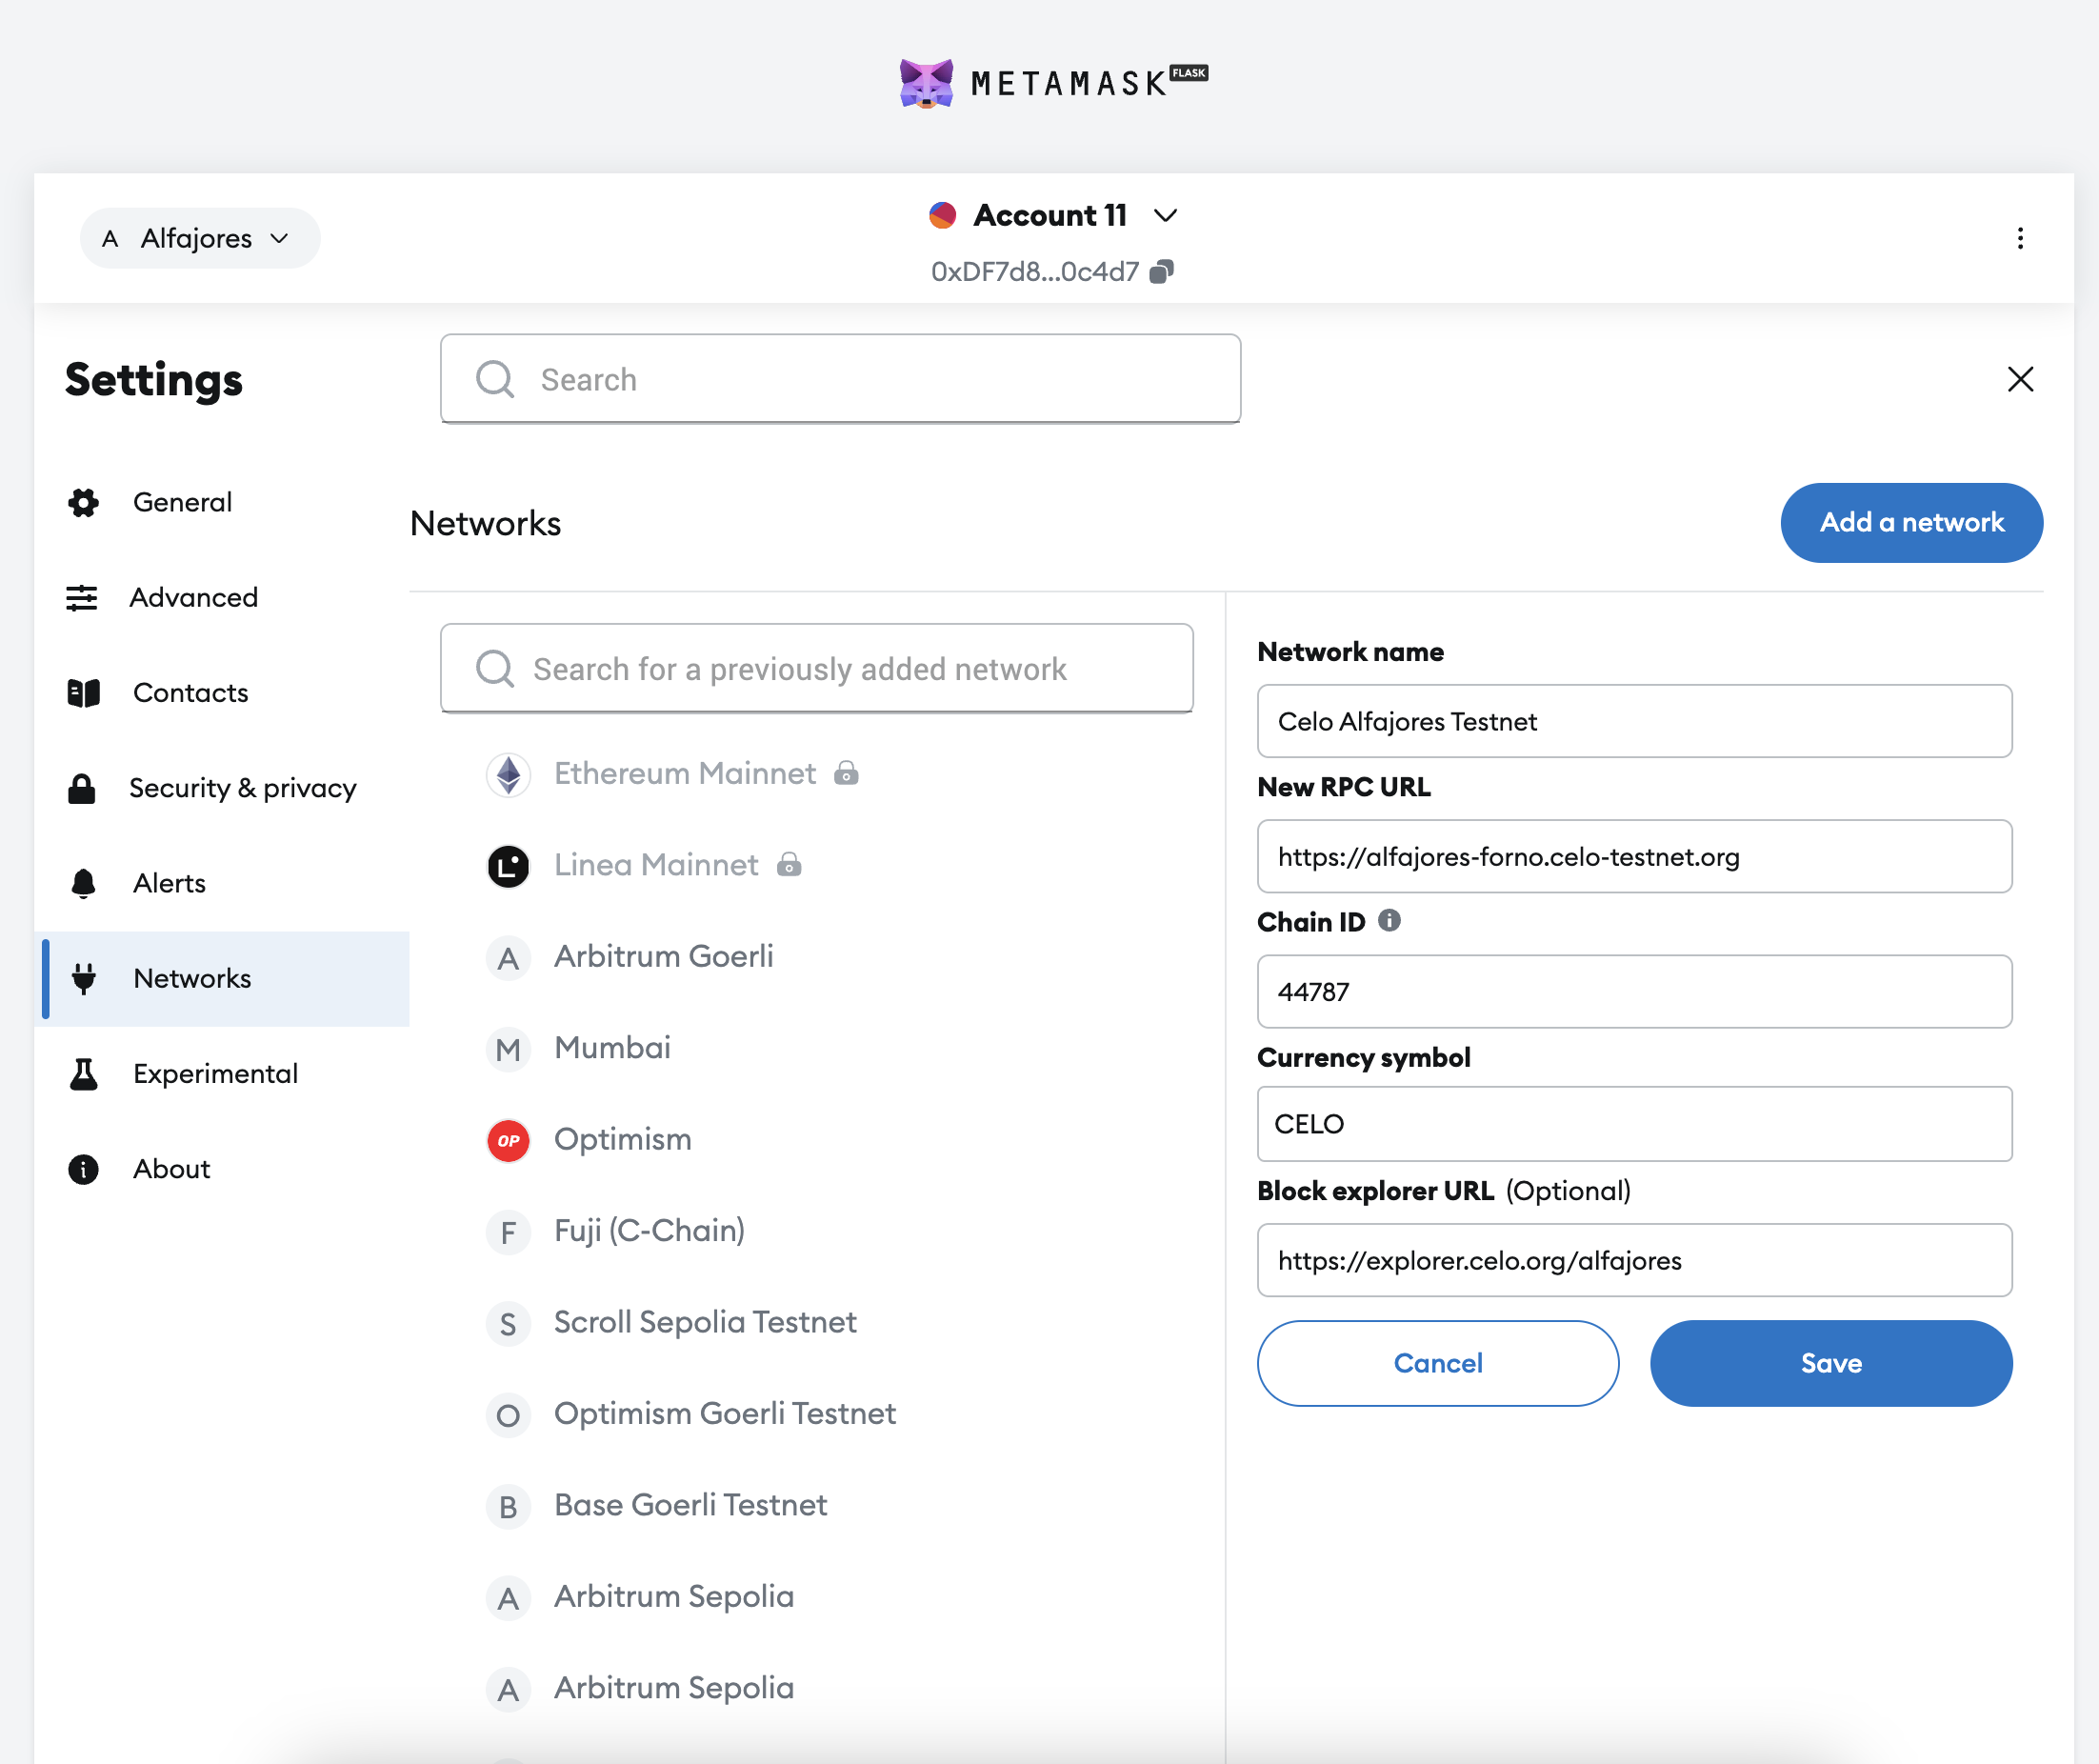 METAMASK FLASK
A Alfajores
Account 11
0xDF7d8...0c4d7
Settings
Search
General
Advanced
Contacts
Security & privacy
Alerts
Networks
Experimental
About
Networks
Add a network
Search for a previously added network
Ethereum Mainnet
L Linea Mainnet
A Arbitrum Goerli
M Mumbai
OP Optimism
F Fuji (C-Chain)
S Scroll Sepolia Testnet
O Optimism Goerli Testnet
B Base Goerli Testnet
A Arbitrum Sepolia
A Arbitrum Sepolia
Network name
Celo Alfajores Testnet
New RPC URL
https://alfajores-forno.celo-testnet.org
Chain ID
44787
Currency symbol
CELO
Block explorer URL (Optional)
https://explorer.celo.org/alfajores
Cancel
Save